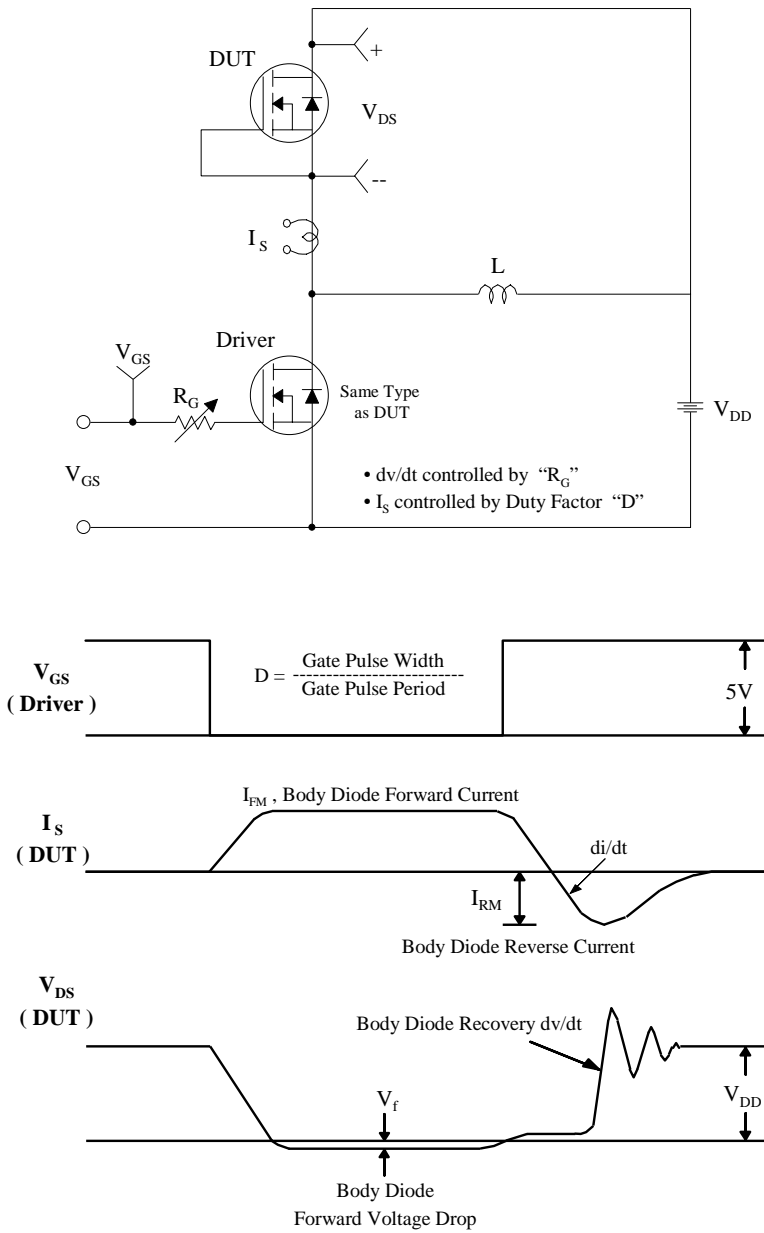 DUT
+
V_DS
--
I_S
L
Driver
V_GS
R_G
Same Type
as DUT
V_DD
V_GS
• dv/dt controlled by “R_G”
• I_S controlled by Duty Factor “D”
V_GS
( Driver )
D = Gate Pulse Width
--------------------------
Gate Pulse Period
5V
I_FM , Body Diode Forward Current
I_S
( DUT )
di/dt
I_RM
Body Diode Reverse Current
V_DS
( DUT )
Body Diode Recovery dv/dt
V_f
V_DD
Body Diode
Forward Voltage Drop